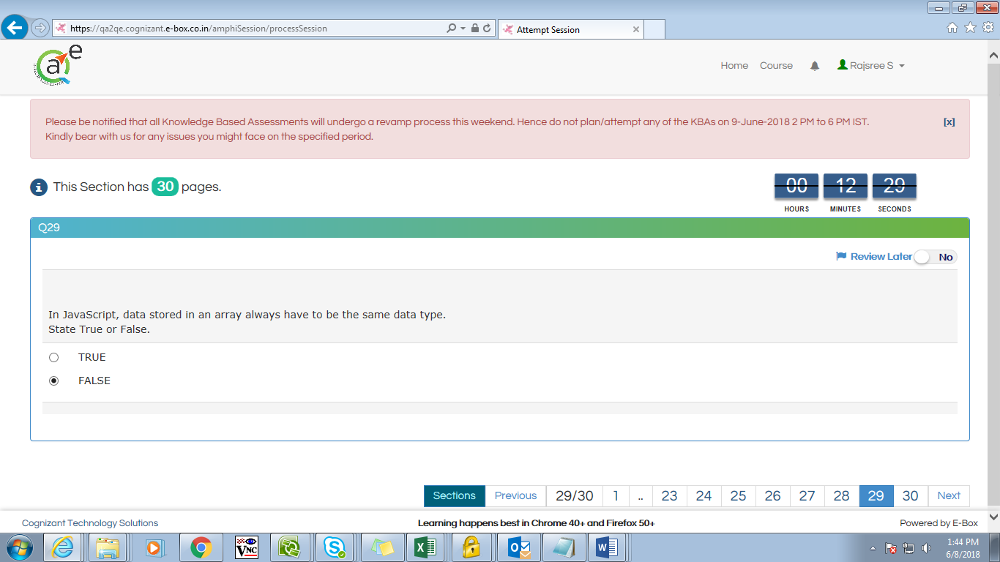 https://qa2qe.cognizant.e-box.co.in/amphiSession/processSession
Attempt Session
a e
Home Course Rajsree S
Please be notified that all Knowledge Based Assessments will undergo a revamp process this weekend. Hence do not plan/attempt any of the KBAs on 9-June-2018 2 PM to 6 PM IST. [x]
Kindly bear with us for any issues you might face on the specified period.
This Section has 30 pages.
00 12 29
HOURS MINUTES SECONDS
Q29
Review Later No
In JavaScript, data stored in an array always have to be the same data type.
State True or False.
TRUE
FALSE
Sections Previous 29/30 1 .. 23 24 25 26 27 28 29 30 Next
Cognizant Technology Solutions Learning happens best in Chrome 40+ and Firefox 50+ Powered by E-Box
VNC
1:44 PM
6/8/2018